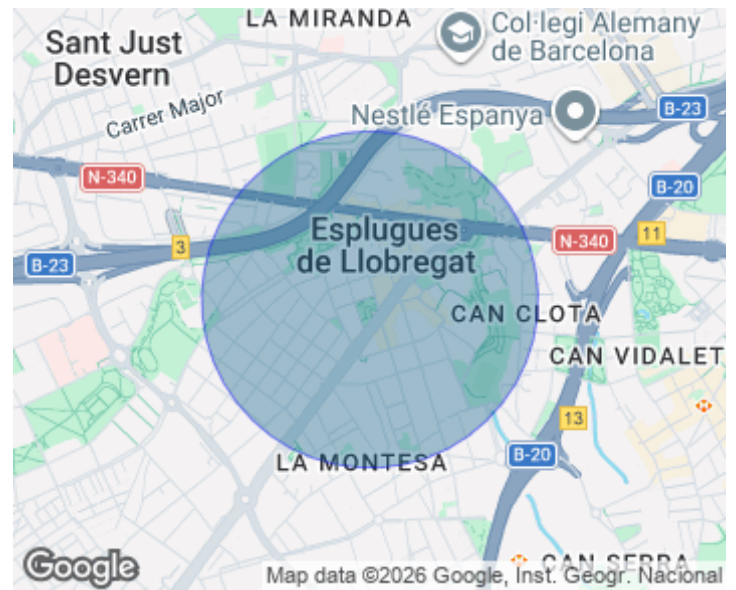 LA MIRANDA
Col·legi Alemany
de Barcelona
Sant Just
Desvern
Carrer Major
Nestlé Espanya
B-23
N-340
B-20
3
B-23
Esplugues
de Llobregat
N-340
11
CAN CLOTA
CAN VIDALET
13
B-20
LA MONTESA
CAN SERRA
Google
Map data ©2026 Google, Inst. Geogr. Nacional